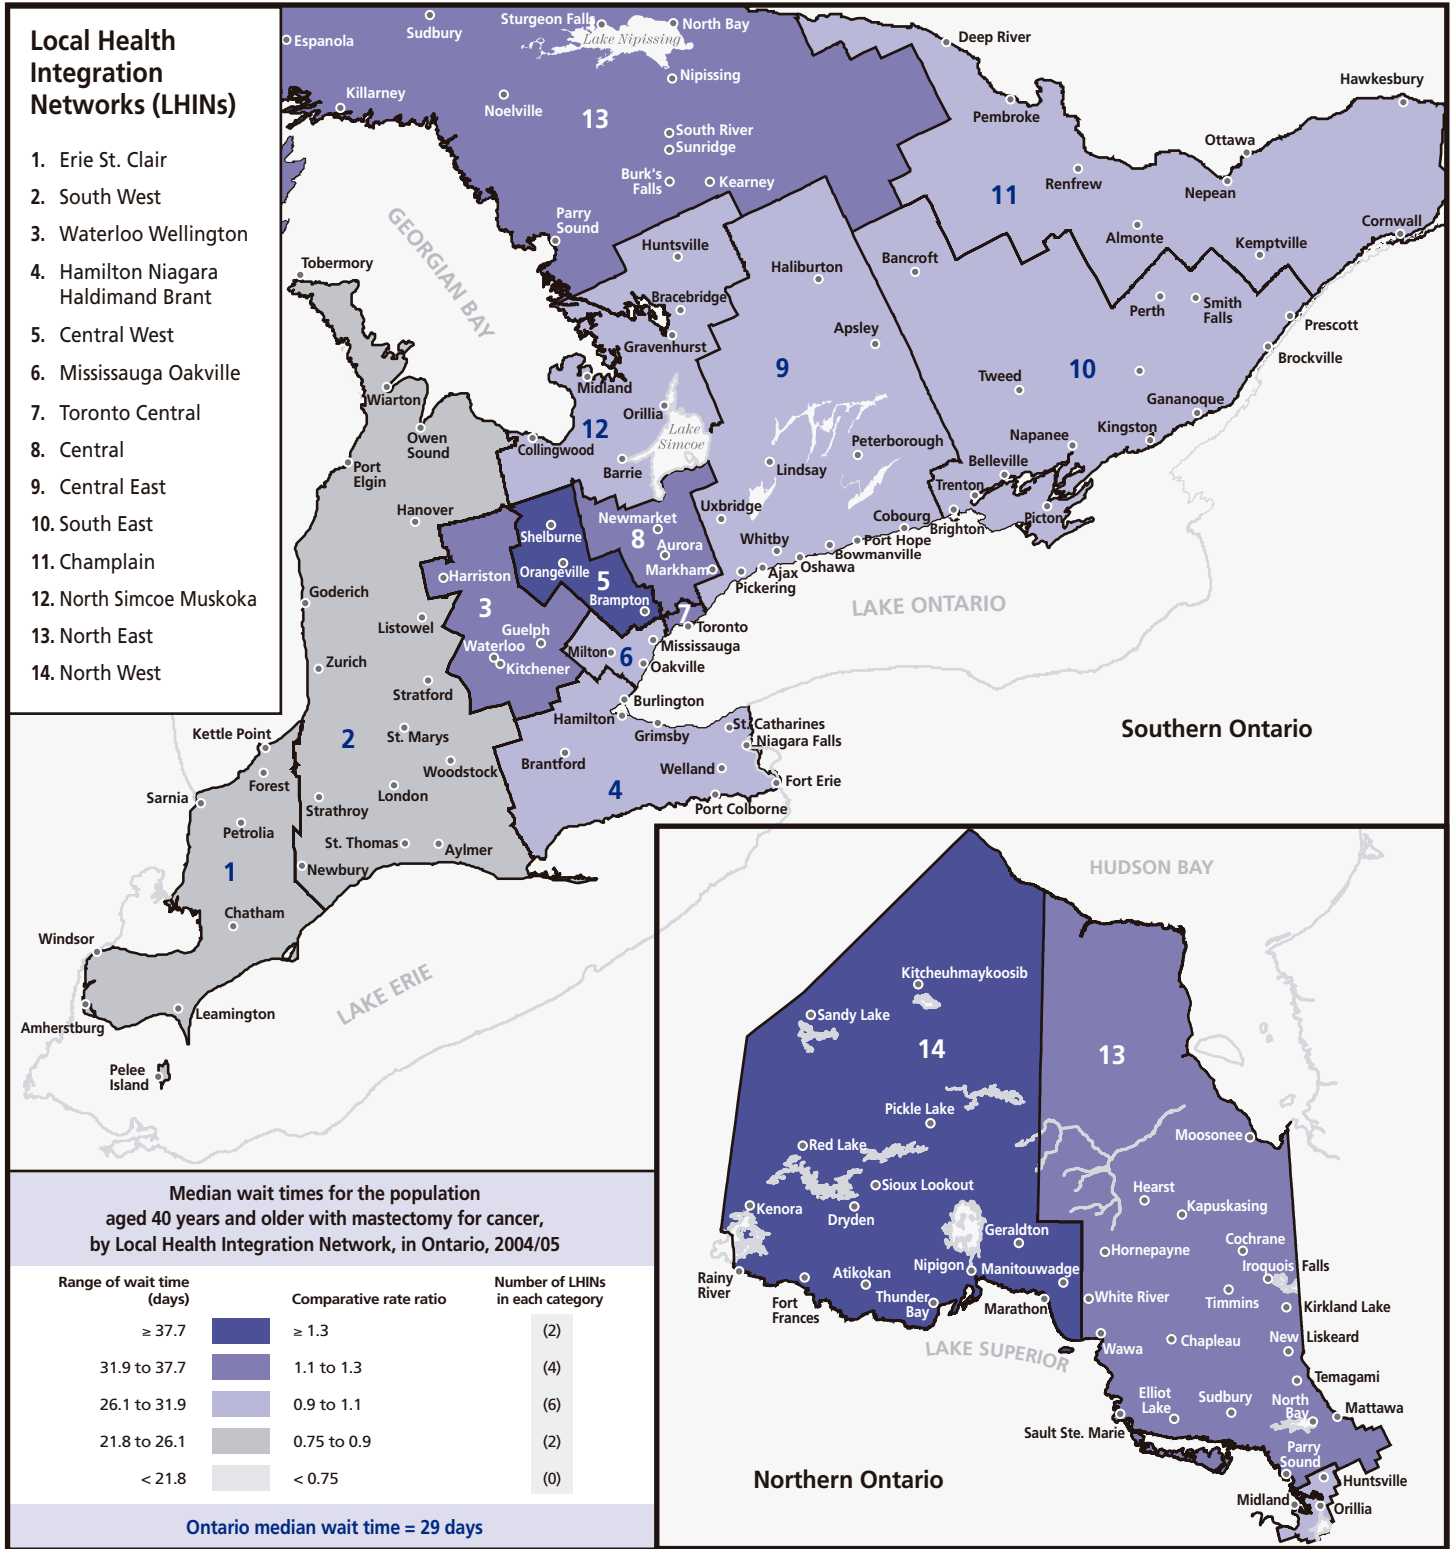 Local Health
Integration
Networks (LHINs)
1. Erie St. Clair
2. South West
3. Waterloo Wellington
4. Hamilton Niagara
Haldimand Brant
5. Central West
6. Mississauga Oakville
7. Toronto Central
8. Central
9. Central East
10. South East
11. Champlain
12. North Simcoe Muskoka
13. North East
14. North West
Espanola
Sudbury
Sturgeon Falls
Lake Nipissing
North Bay
Nipissing
Killarney
Noelville
13
South River
Sunridge
Burk's
Falls
Kearney
Parry
Sound
Deep River
Pembroke
Hawkesbury
Ottawa
Renfrew
Nepean
11
Cornwall
Almonte
Kemptville
GEORGIAN BAY
Tobermory
Huntsville
Haliburton
Bancroft
Bracebridge
Gravenhurst
Apsley
Perth
Smith
Falls
Prescott
Brockville
9
10
Tweed
Gananoque
Midland
Orillia
Lake
Simcoe
12
Wiarton
Owen
Sound
Collingwood
Barrie
Peterborough
Lindsay
Napanee
Kingston
Belleville
Trenton
Picton
Brighton
Cobourg
Port Hope
Bowmanville
Oshawa
Whitby
Ajax
Pickering
Uxbridge
Port
Elgin
Hanover
Shelburne
Newmarket
8
Aurora
Markham
Orangeville
5
Brampton
Harriston
3
Guelph
Waterloo
Kitchener
7
Toronto
Mississauga
Milton
6
Oakville
LAKE ONTARIO
Goderich
Listowel
Zurich
Stratford
Burlington
Hamilton
Grimsby
St. Catharines
Niagara Falls
Brantford
Welland
Fort Erie
4
Port Colborne
Southern Ontario
Kettle Point
2
St. Marys
Woodstock
Forest
Sarnia
Strathroy
London
Petrolia
St. Thomas
Aylmer
1
Newbury
Chatham
Windsor
LAKE ERIE
Leamington
Amherstburg
Pelee
Island
HUDSON BAY
Kitcheuhmaykoosib
Sandy Lake
14
13
Pickle Lake
Moosonee
Red Lake
Sioux Lookout
Hearst
Kapuskasing
Kenora
Dryden
Geraldton
Hornepayne
Cochrane
Iroquois Falls
Nipigon
Manitouwadge
Rainy
River
Atikokan
Fort
Frances
Thunder
Bay
Marathon
White River
Timmins
Kirkland Lake
LAKE SUPERIOR
Wawa
Chapleau
New Liskeard
Temagami
Elliot
Lake
Sudbury
North
Bay
Mattawa
Sault Ste. Marie
Parry
Sound
Huntsville
Midland
Orillia
Northern Ontario
Median wait times for the population
aged 40 years and older with mastectomy for cancer,
by Local Health Integration Network, in Ontario, 2004/05
Range of wait time
(days)
Comparative rate ratio
Number of LHINs
in each category
≥ 37.7 ≥ 1.3 (2)
31.9 to 37.7 1.1 to 1.3 (4)
26.1 to 31.9 0.9 to 1.1 (6)
21.8 to 26.1 0.75 to 0.9 (2)
< 21.8 < 0.75 (0)
Ontario median wait time = 29 days